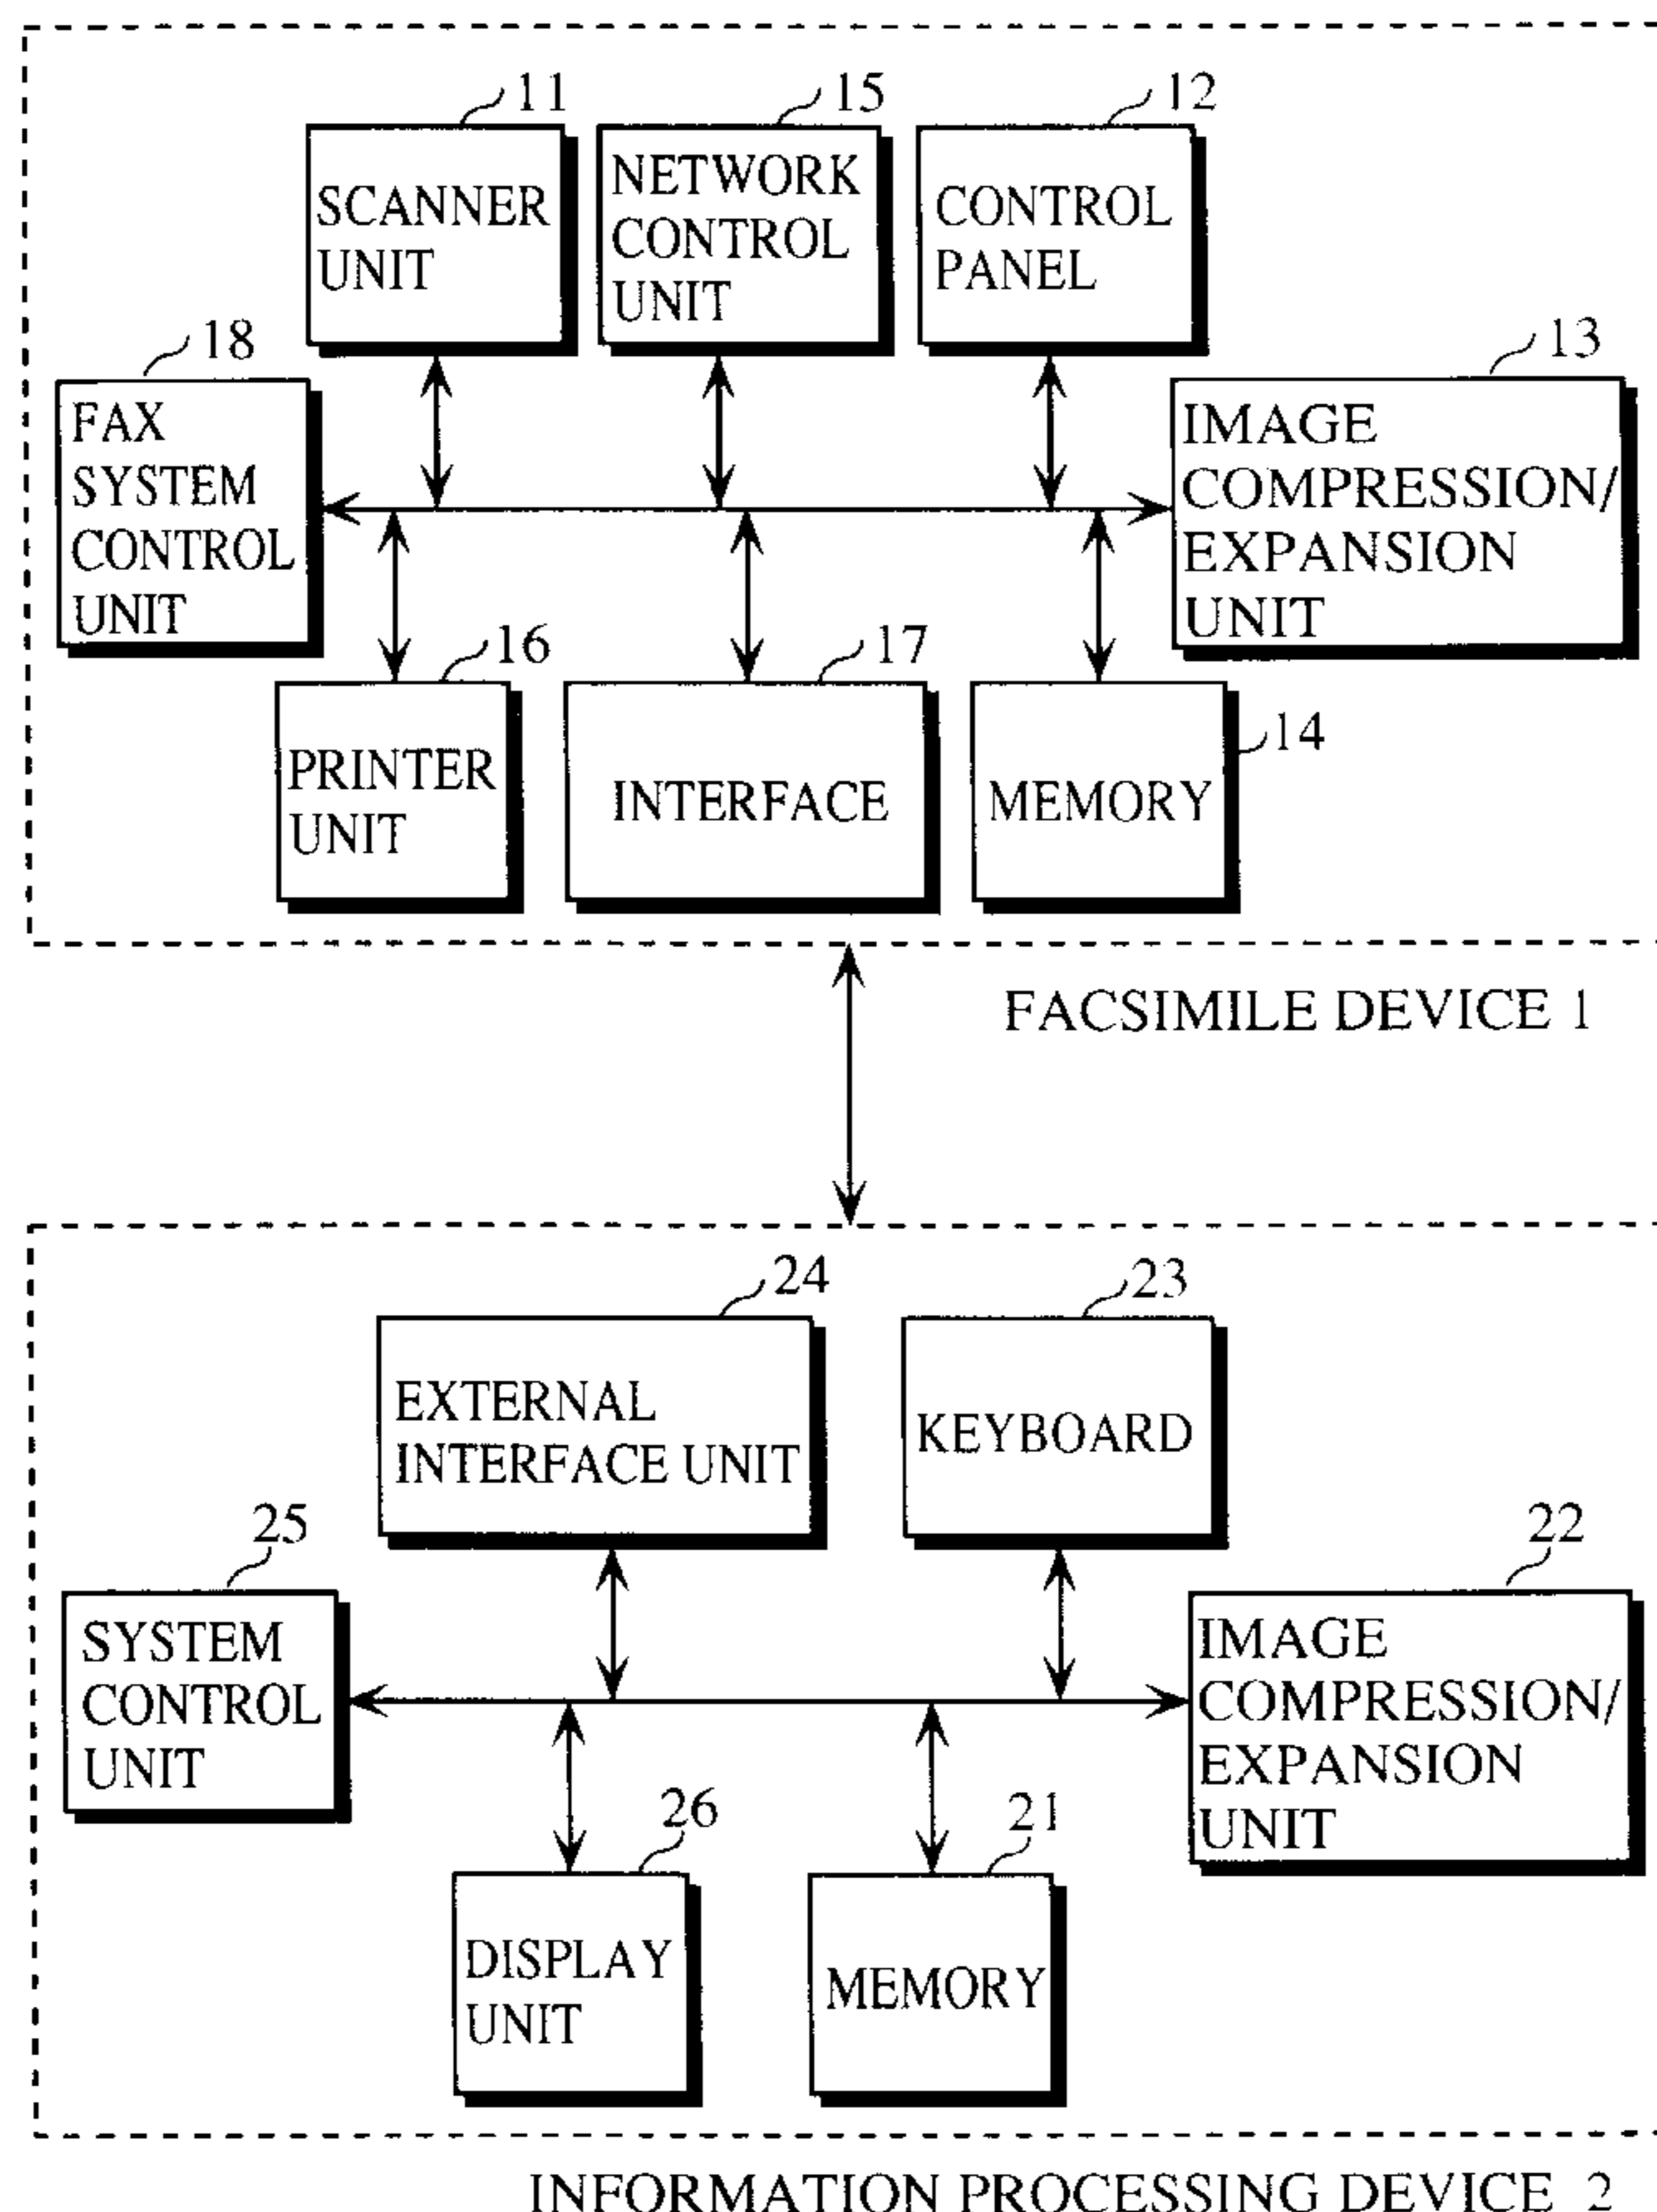 11
15
12
SCANNER
UNIT
NETWORK
CONTROL
UNIT
CONTROL
PANEL
18
13
FAX
SYSTEM
CONTROL
UNIT
IMAGE
COMPRESSION/
EXPANSION
UNIT
16
17
14
PRINTER
UNIT
INTERFACE
MEMORY
FACSIMILE DEVICE 1
24
23
EXTERNAL
INTERFACE UNIT
KEYBOARD
25
22
SYSTEM
CONTROL
UNIT
IMAGE
COMPRESSION/
EXPANSION
UNIT
26
21
DISPLAY
UNIT
MEMORY
INFORMATION PROCESSING DEVICE 2